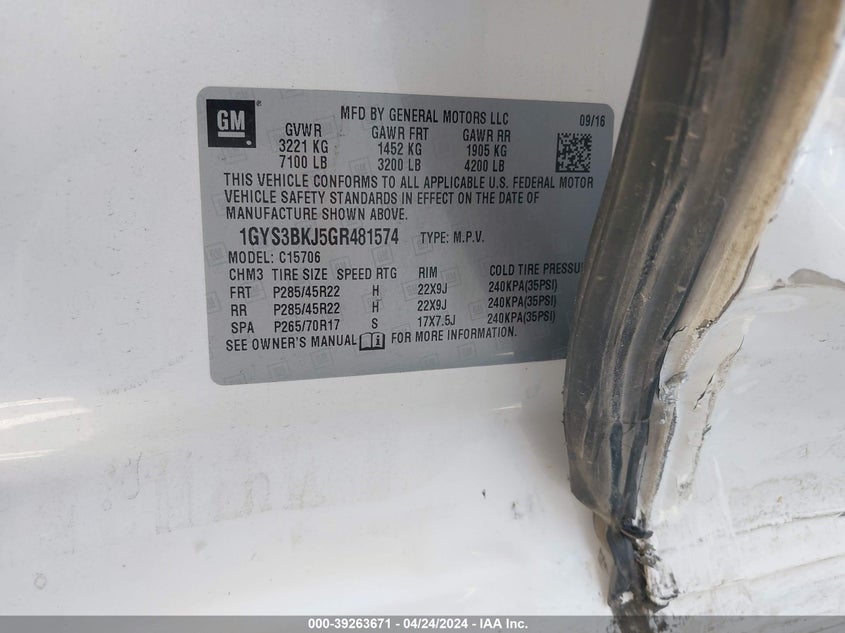 GM
MFD BY GENERAL MOTORS LLC
09/16
GVWR GAWR FRT GAWR RR
3221 KG 1452 KG 1905 KG
7100 LB 3200 LB 4200 LB
THIS VEHICLE CONFORMS TO ALL APPLICABLE U.S. FEDERAL MOTOR
VEHICLE SAFETY STANDARDS IN EFFECT ON THE DATE OF
MANUFACTURE SHOWN ABOVE.
1GYS3BKJ5GR481574 TYPE: M.P.V.
MODEL: C15706
CHM3 TIRE SIZE SPEED RTG RIM COLD TIRE PRESSU
FRT P285/45R22 H 22X9J 240KPA(35PSI)
RR P285/45R22 H 22X9J 240KPA(35PSI)
SPA P265/70R17 S 17X7.5J 240KPA(35PSI)
SEE OWNER'S MANUAL FOR MORE INFORMATION.
000-39263671 - 04/24/2024 - IAA Inc.